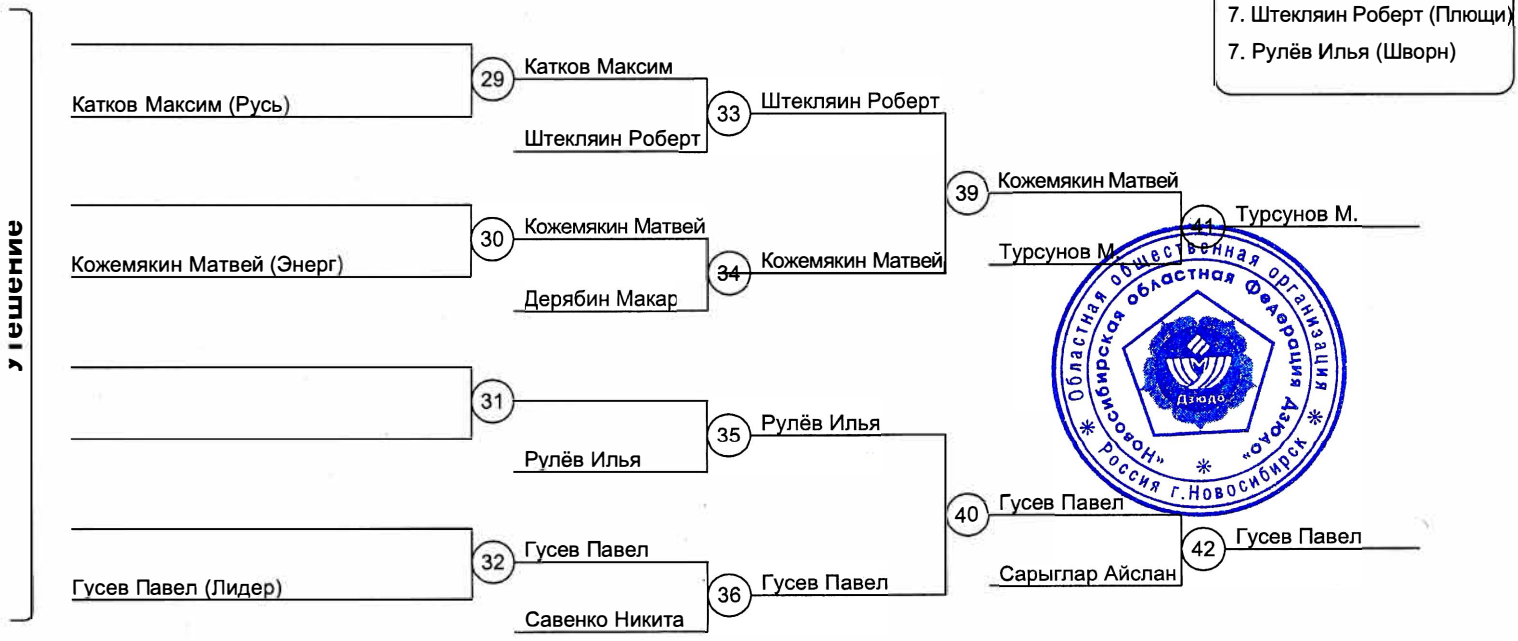 7. Штекляин Роберт (Плющи)
7. Рулёв Илья (Шворн)
Утешение
29
Катков Максим
Катков Максим (Русь)
33
Штекляин Роберт
Штекляин Роберт
39
Кожемякин Матвей
30
Кожемякин Матвей
Кожемякин Матвей (Энерг)
34
Кожемякин Матвей
Дерябин Макар
41
Турсунов М.
Турсунов М.
31
35
Рулёв Илья
Рулёв Илья
40
Гусев Павел
32
Гусев Павел
Гусев Павел (Лидер)
36
Гусев Павел
Савенко Никита
42
Гусев Павел
Сарыглар Айслан
Областная общественная организация
* Россия г.Новосибирск *
«Новосибирская областная Федерация Дзюдо»
*
Дзюдо